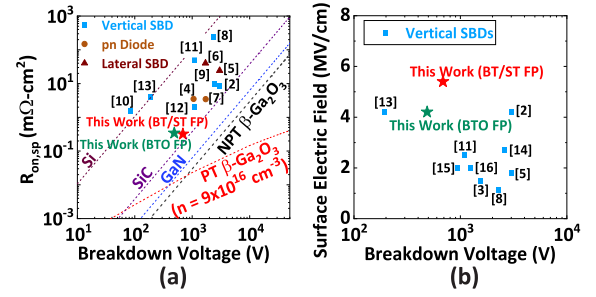 R_on,sp (mΩ-cm²)
10³
10¹
10⁻¹
10⁻³
10¹ 10² 10³ 10⁴
Breakdown Voltage (V)
(a)
Vertical SBD
pn Diode
Lateral SBD
[8]
[11]
[6]
[9]
[5]
[13]
[4]
[2]
[10]
[12]
[7]
This Work (BT/ST FP)
This Work (BTO FP)
Si
SiC
GaN
NPT β-Ga₂O₃
PT β-Ga₂O₃
(n = 9x10¹⁶ cm⁻³)
Surface Electric Field (MV/cm)
8
6
4
2
0
10² 10³ 10⁴
Breakdown Voltage (V)
(b)
Vertical SBDs
This Work (BT/ST FP)
[13]
[2]
This Work (BTO FP)
[11]
[14]
[15]
[16]
[5]
[3]
[8]